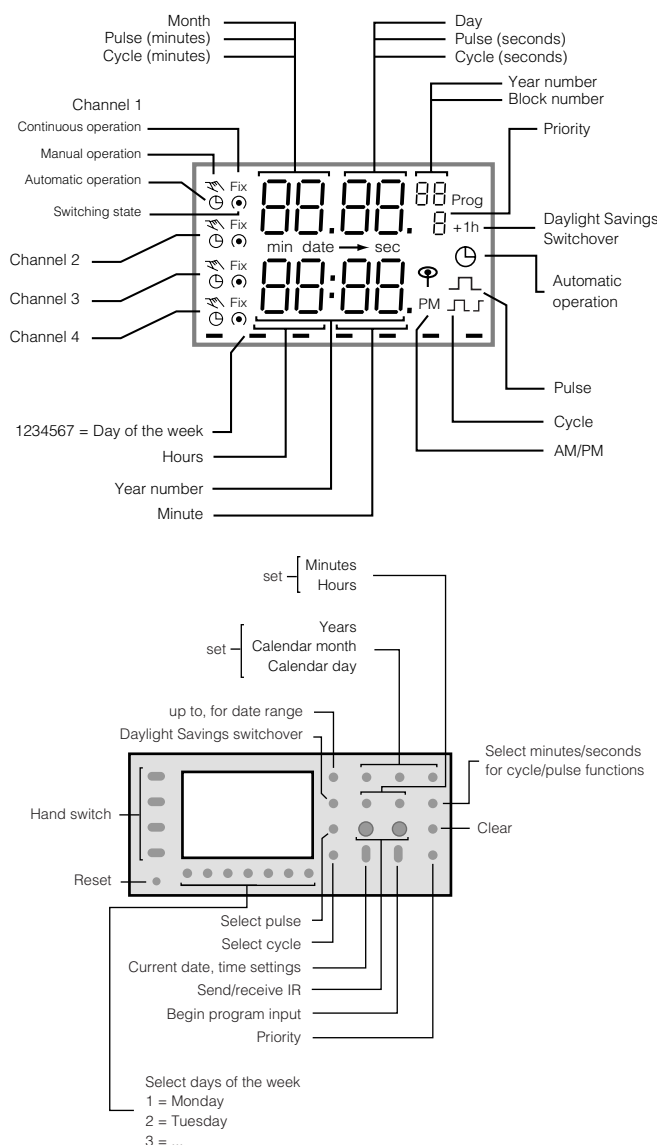 Month
Pulse (minutes)
Cycle (minutes)
Day
Pulse (seconds)
Cycle (seconds)
Year number
Block number
Channel 1
Continuous operation
Priority
Manual operation
Automatic operation
Switching state
Fix
88.88.
88
Prog
8
+1h
Daylight Savings
Switchover
Fix
min date → sec
Channel 2
Fix
88:88.
Automatic
operation
Channel 3
PM
Fix
Channel 4
Pulse
1234567 = Day of the week
Cycle
Hours
AM/PM
Year number
Minute
set
Minutes
Hours
set
Years
Calendar month
Calendar day
up to, for date range
Daylight Savings switchover
Select minutes/seconds
for cycle/pulse functions
Hand switch
Clear
Reset
Select pulse
Select cycle
Current date, time settings
Send/receive IR
Begin program input
Priority
Select days of the week
1 = Monday
2 = Tuesday
3 = ...